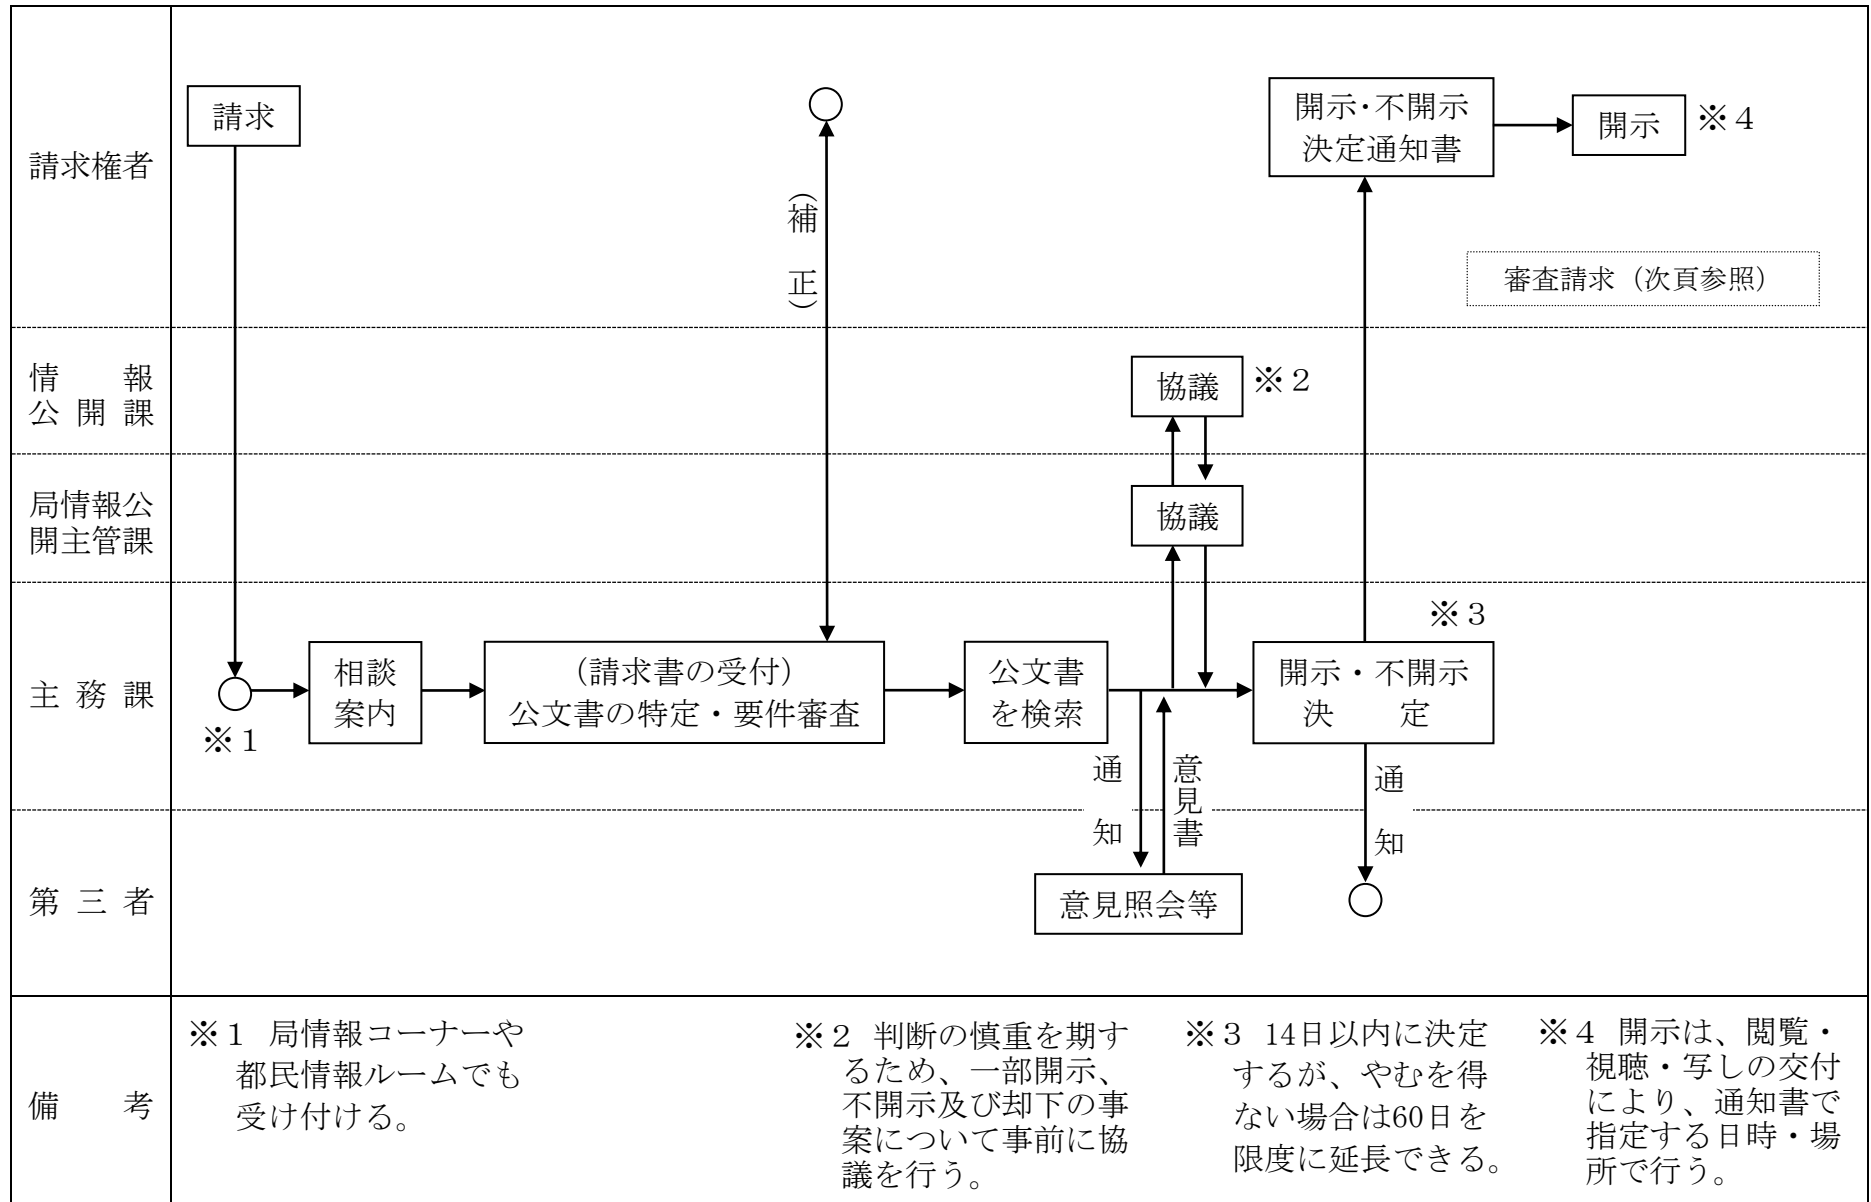 請求権者
請求
(補正)
開示・不開示
決定通知書
開示
※４
審査請求（次頁参照）
情報
公開課
協議
※２
局情報公
開主管課
協議
主務課
※１
相談
案内
（請求書の受付）
公文書の特定・要件審査
公文書
を検索
※３
開示・不開示
決定
通知
意見書
通知
第三者
意見照会等
備考
※１ 局情報コーナーや
都民情報ルームでも
受け付ける。
※２ 判断の慎重を期す
るため、一部開示、
不開示及び却下の事
案について事前に協
議を行う。
※３ 14日以内に決定
するが、やむを得
ない場合は60日を
限度に延長できる。
※４ 開示は、閲覧・
視聴・写しの交付
により、通知書で
指定する日時・場
所で行う。